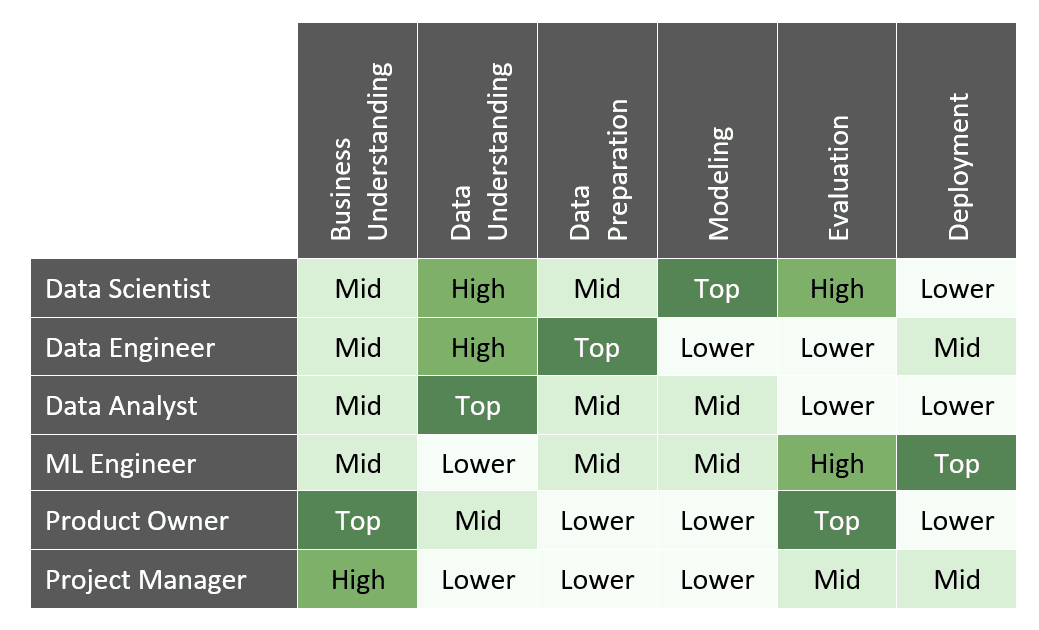 Business
Understanding
Data
Understanding
Data
Preparation
Modeling
Evaluation
Deployment
Data Scientist Mid High Mid Top High Lower
Data Engineer Mid High Top Lower Lower Mid
Data Analyst Mid Top Mid Mid Lower Lower
ML Engineer Mid Lower Mid Mid High Top
Product Owner Top Mid Lower Lower Top Lower
Project Manager High Lower Lower Lower Mid Mid